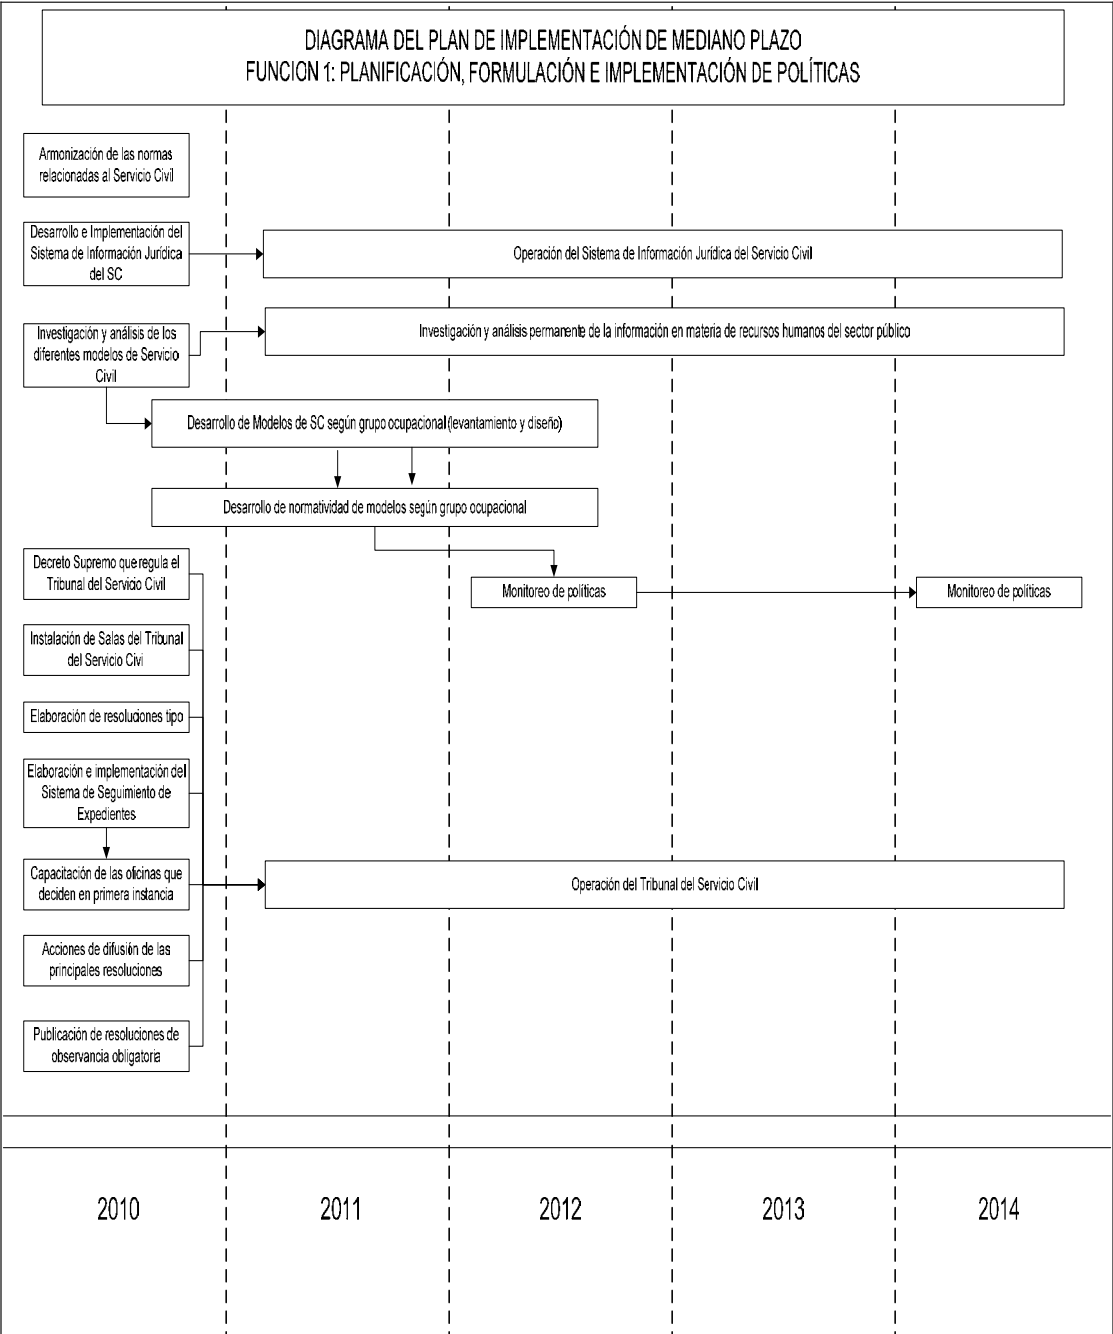 DIAGRAMA DEL PLAN DE IMPLEMENTACIÓN DE MEDIANO PLAZO
FUNCION 1: PLANIFICACIÓN, FORMULACIÓN E IMPLEMENTACIÓN DE POLÍTICAS
Armonización de las normas
relacionadas al Servicio Civil
Desarrollo e Implementación del
Sistema de Información Jurídica
del SC
Operación del Sistema de Información Jurídica del Servicio Civil
Investigación y análisis de los
diferentes modelos de Servicio
Civil
Investigación y análisis permanente de la información en materia de recursos humanos del sector público
Desarrollo de Modelos de SC según grupo ocupacional (levantamiento y diseño)
Desarrollo de normatividad de modelos según grupo ocupacional
Decreto Supremo que regula el
Tribunal del Servicio Civil
Monitoreo de políticas
Monitoreo de políticas
Instalación de Salas del Tribunal
del Servicio Civi
Elaboración de resoluciones tipo
Elaboración e implementación del
Sistema de Seguimiento de
Expedientes
Capacitación de las oficinas que
deciden en primera instancia
Operación del Tribunal del Servicio Civil
Acciones de difusión de las
principales resoluciones
Publicación de resoluciones de
observancia obligatoria
2010
2011
2012
2013
2014